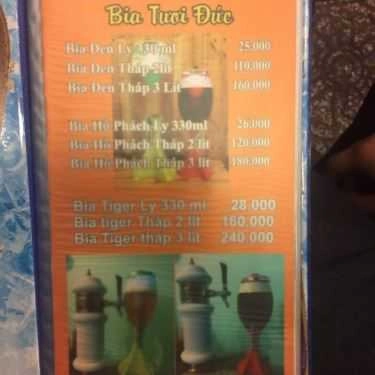 Bia Tươi Đức
Bia Đen Ly 330 ml 25.000
Bia Đen Tháp 2lit 110.000
Bia Đen Tháp 3 Lit 160.000
Bia Hổ Phách Ly 330ml 26.000
Bia Hổ Phách Tháp 2 lit 120.000
Bia Hổ Phách Tháp 3 lit 180.000
Bia Tiger Ly 330 ml 28.000
Bia tiger Tháp 2 lit 160.000
Bia Tiger tháp 3 lit 240.000